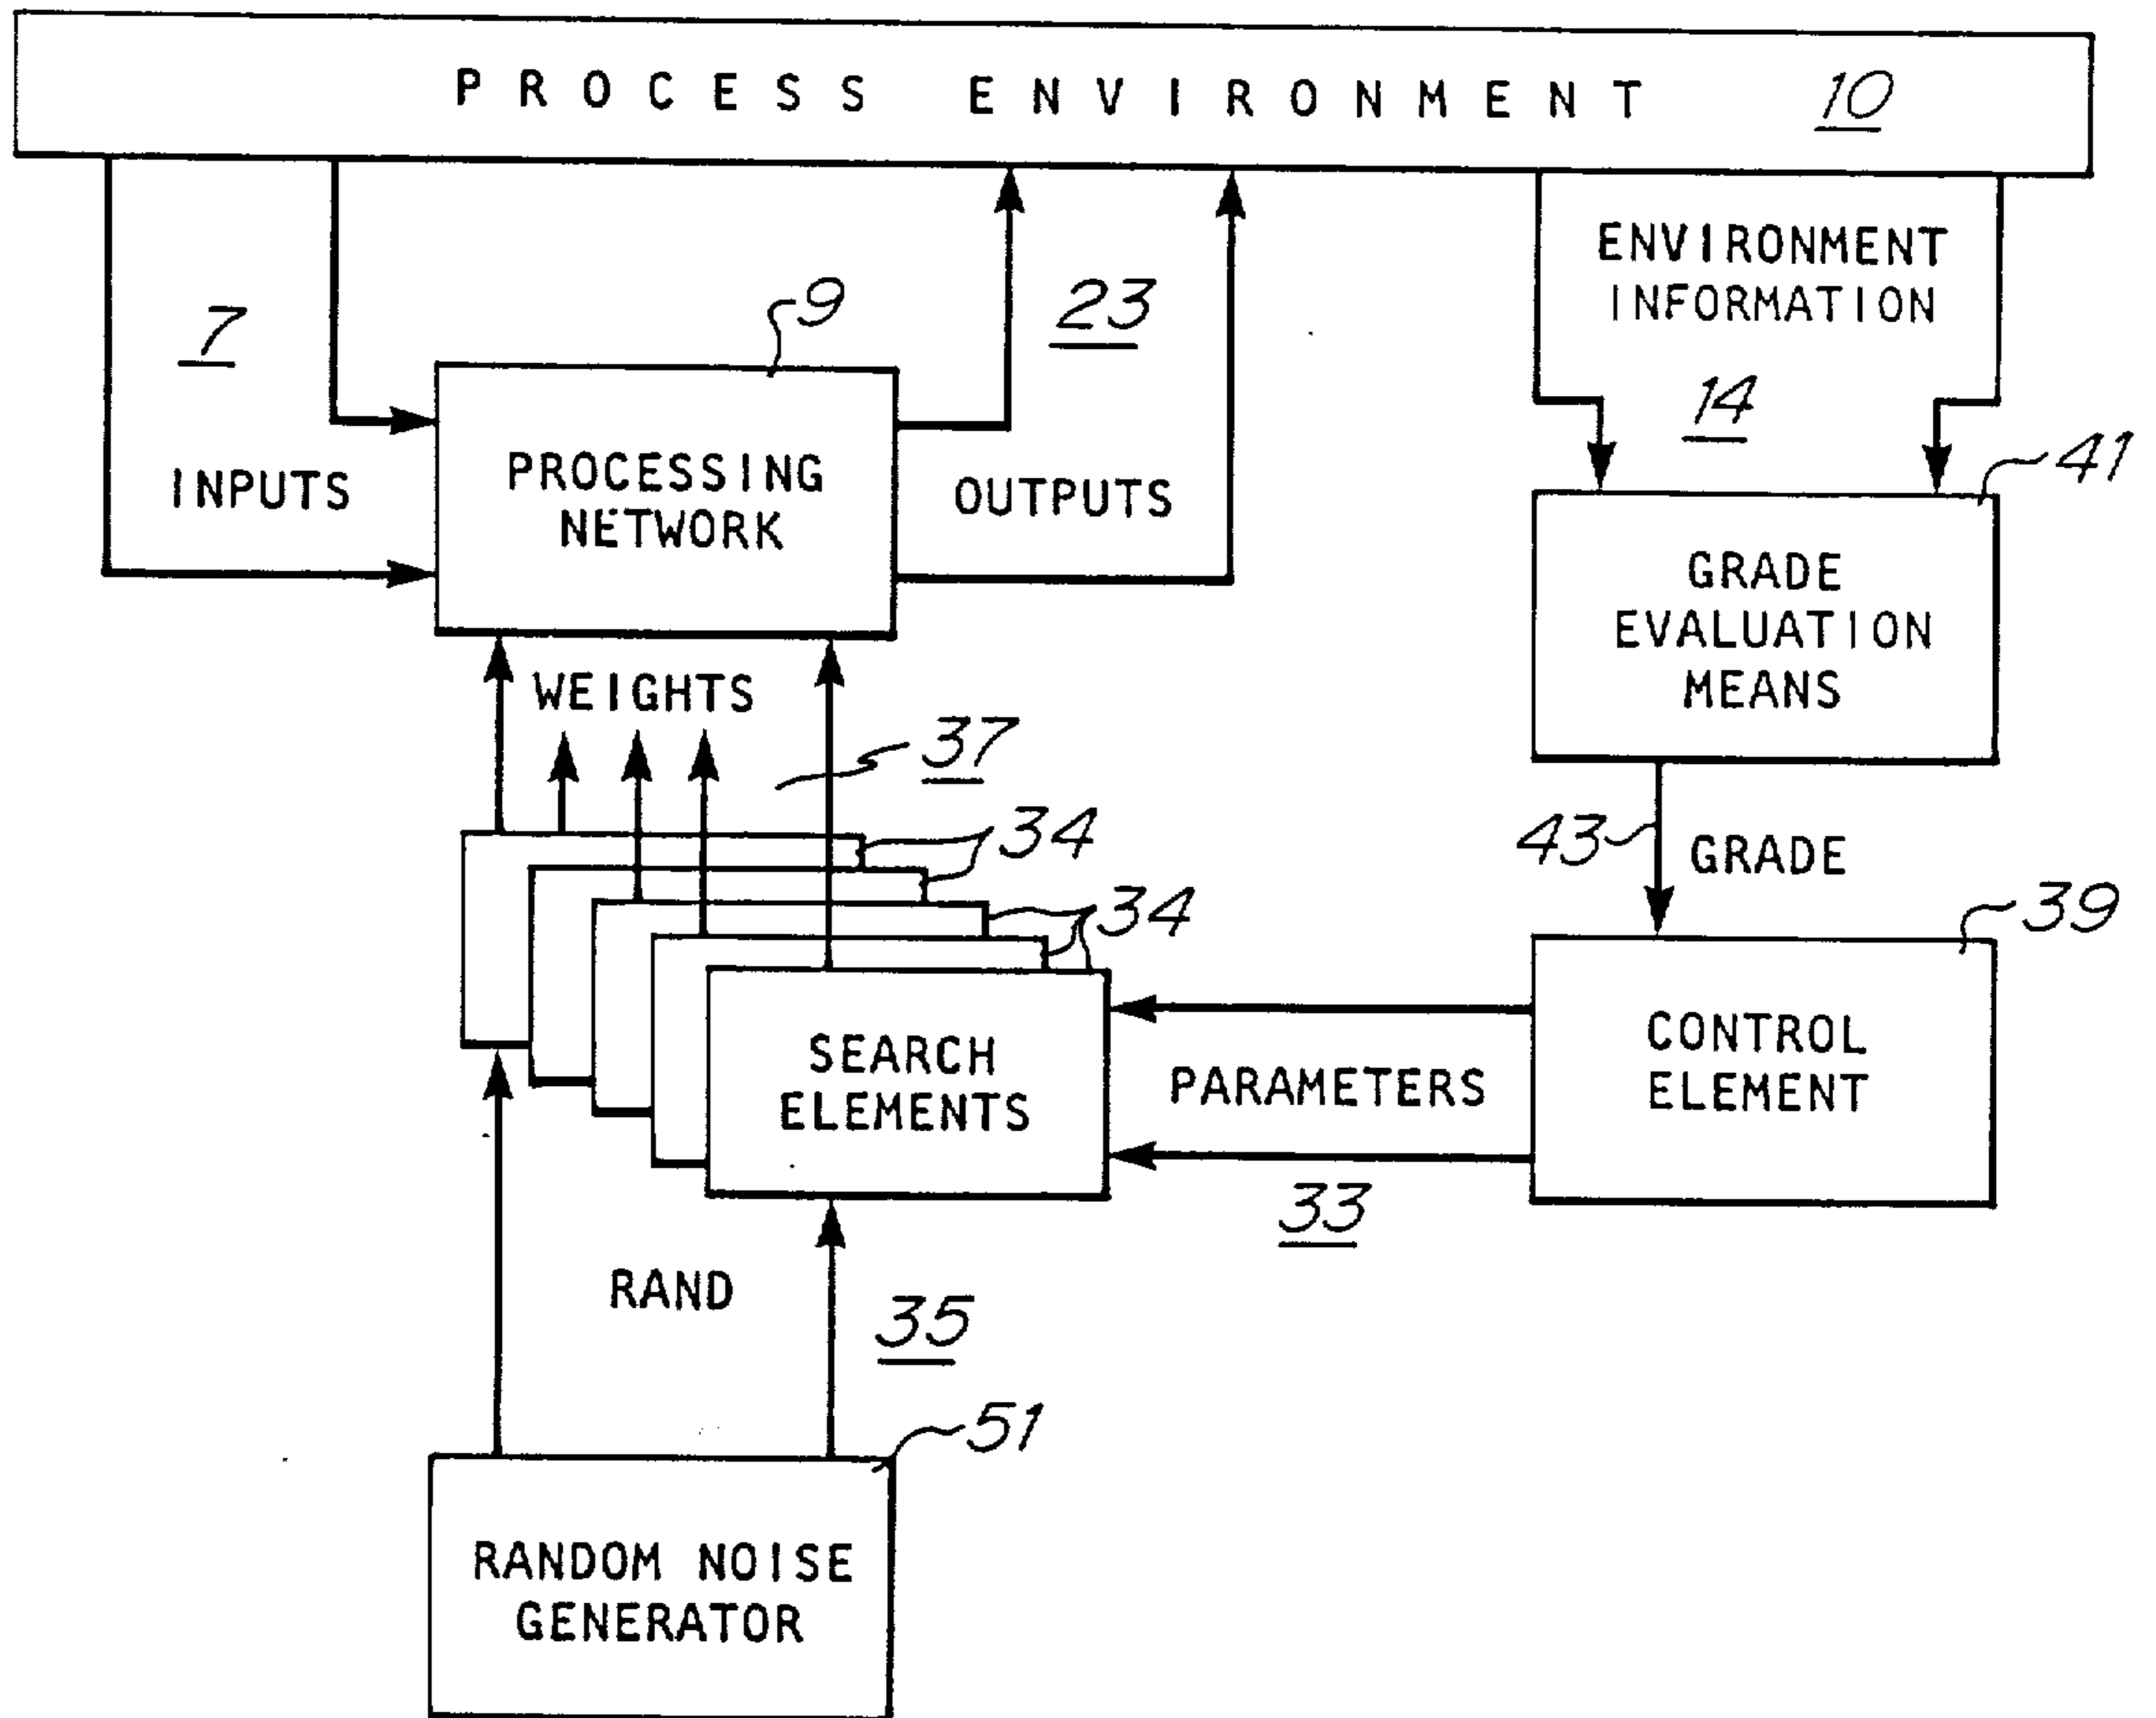 PROCESS ENVIRONMENT 10
ENVIRONMENT
INFORMATION
7
9
23
14
INPUTS
PROCESSING
NETWORK
OUTPUTS
41
GRADE
EVALUATION
MEANS
WEIGHTS
37
34
43
GRADE
34
39
SEARCH
ELEMENTS
PARAMETERS
CONTROL
ELEMENT
33
RAND
35
51
RANDOM NOISE
GENERATOR